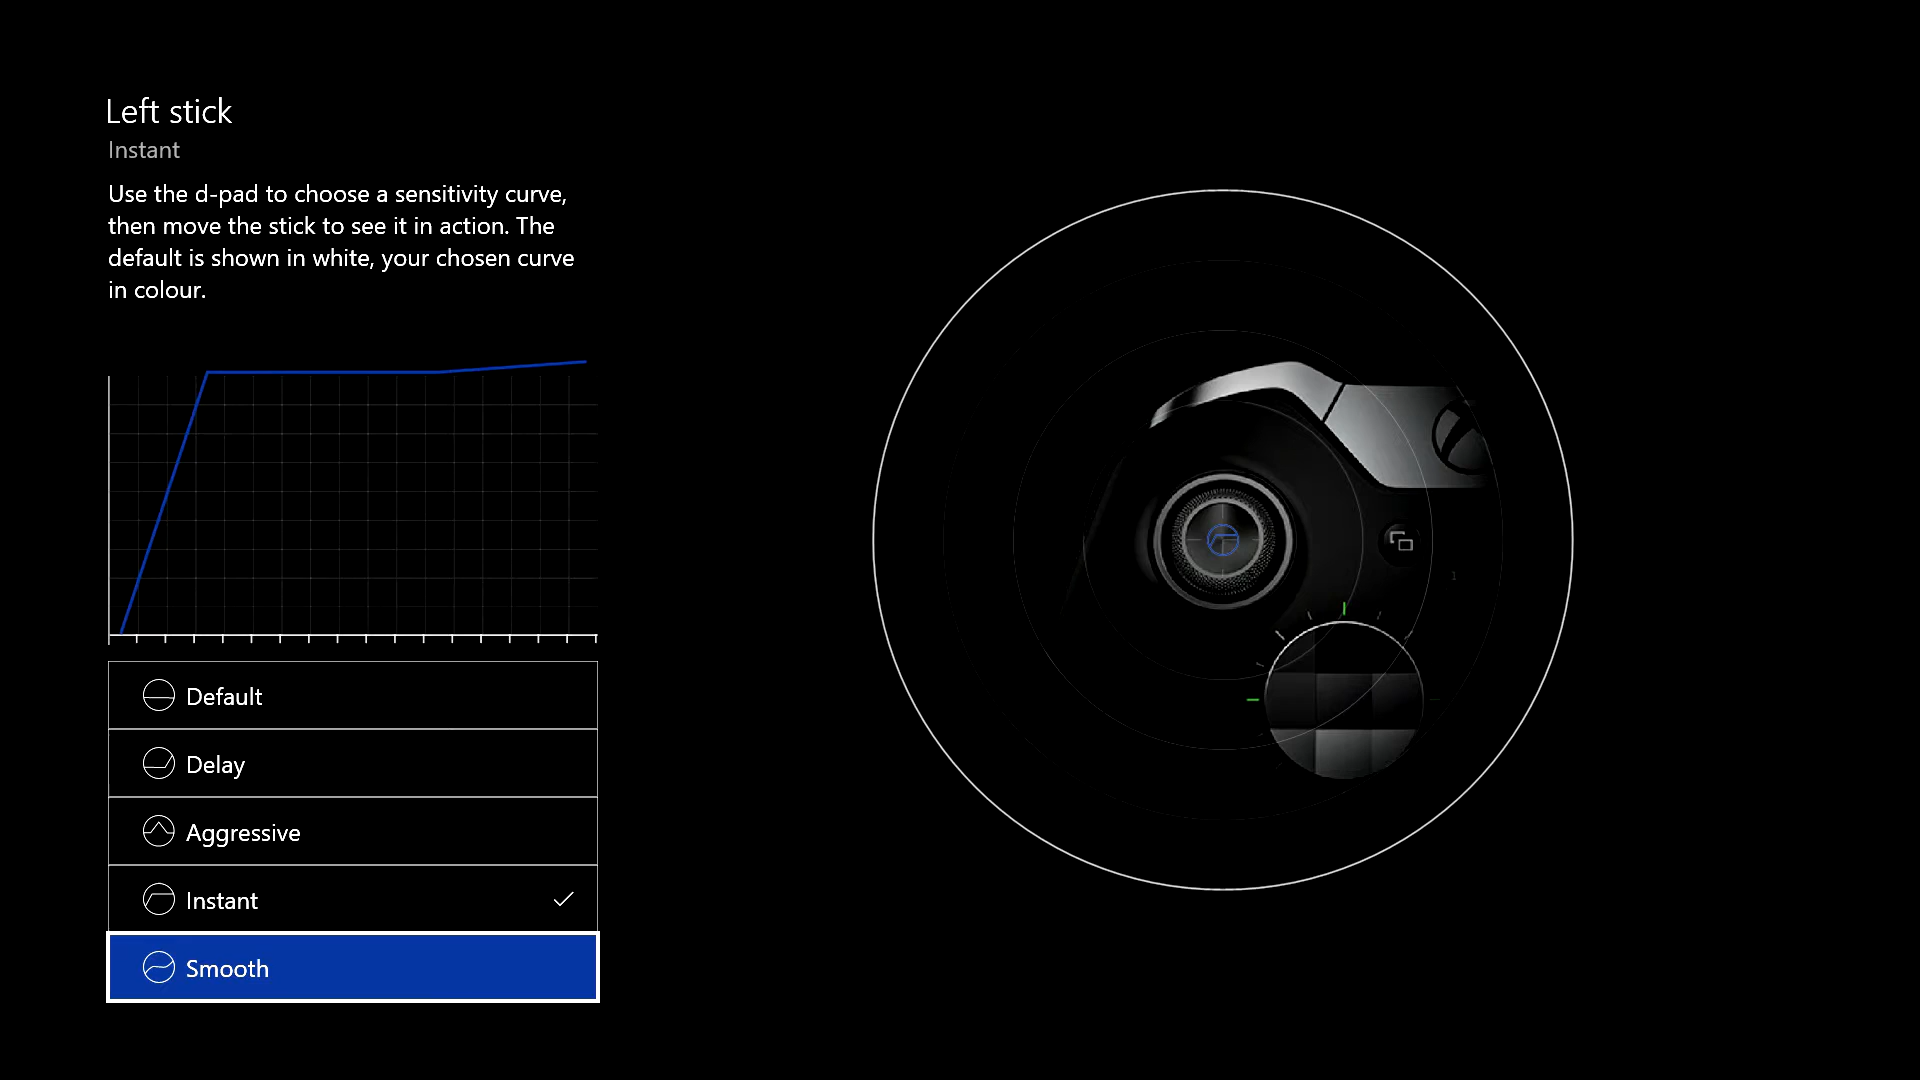 Left stick
Instant
Use the d-pad to choose a sensitivity curve,
then move the stick to see it in action. The
default is shown in white, your chosen curve
in colour.
Default
Delay
Aggressive
Instant
Smooth
1